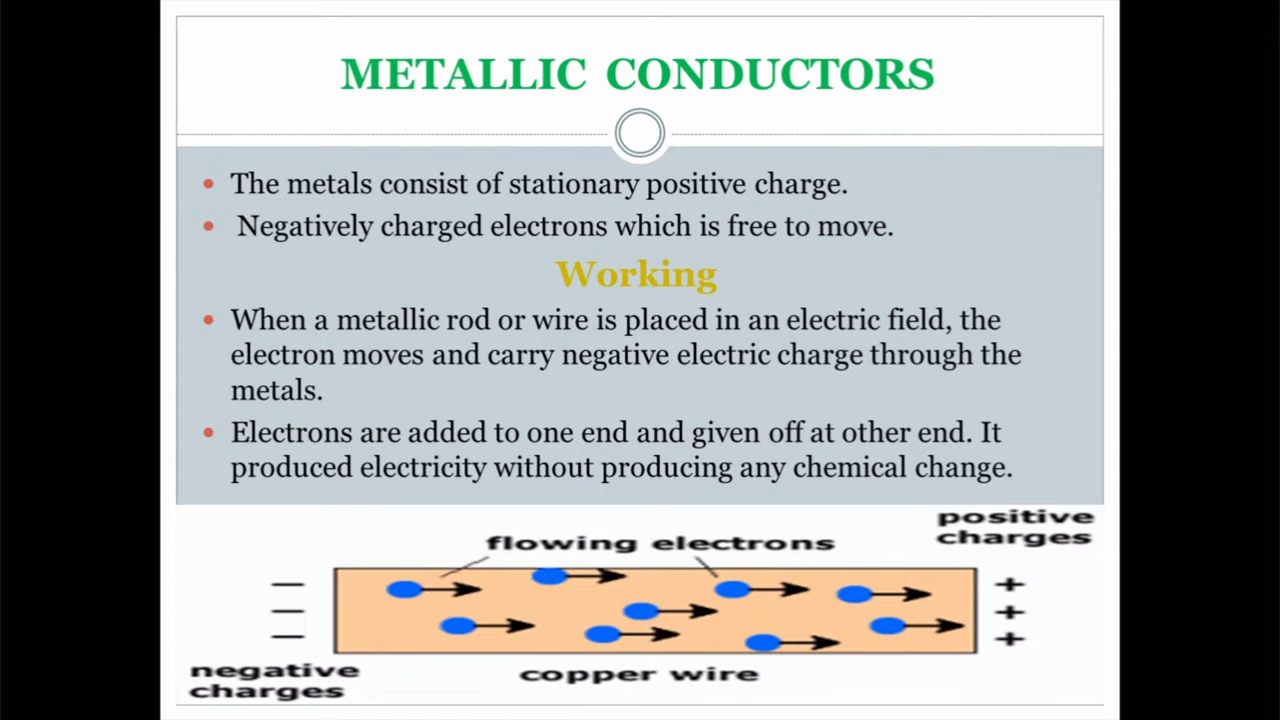 METALLIC CONDUCTORS
• The metals consist of stationary positive charge.
• Negatively charged electrons which is free to move.
Working
• When a metallic rod or wire is placed in an electric field, the
electron moves and carry negative electric charge through the
metals.
• Electrons are added to one end and given off at other end. It
produced electricity without producing any chemical change.
positive
charges
flowing electrons
− +
− +
− +
negative
charges
copper wire